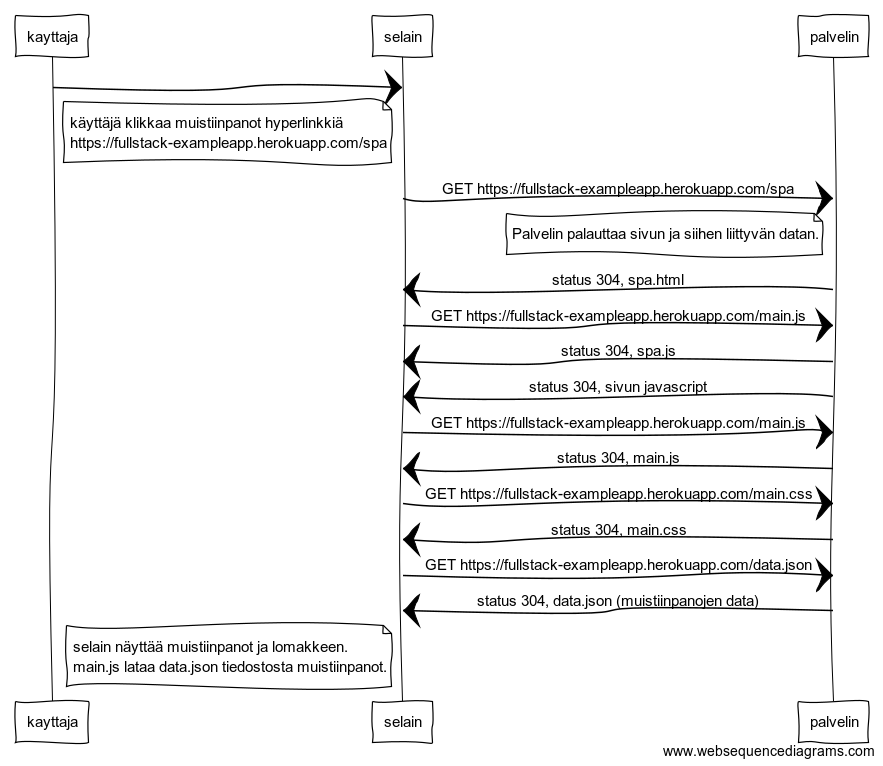 kayttaja
selain
palvelin
käyttäjä klikkaa muistiinpanot hyperlinkkiä
https://fullstack-exampleapp.herokuapp.com/spa
GET https://fullstack-exampleapp.herokuapp.com/spa
Palvelin palauttaa sivun ja siihen liittyvän datan.
status 304, spa.html
GET https://fullstack-exampleapp.herokuapp.com/main.js
status 304, spa.js
status 304, sivun javascript
GET https://fullstack-exampleapp.herokuapp.com/main.js
status 304, main.js
GET https://fullstack-exampleapp.herokuapp.com/main.css
status 304, main.css
GET https://fullstack-exampleapp.herokuapp.com/data.json
status 304, data.json (muistiinpanojen data)
selain näyttää muistiinpanot ja lomakkeen.
main.js lataa data.json tiedostosta muistiinpanot.
kayttaja
selain
palvelin
www.websequencediagrams.com